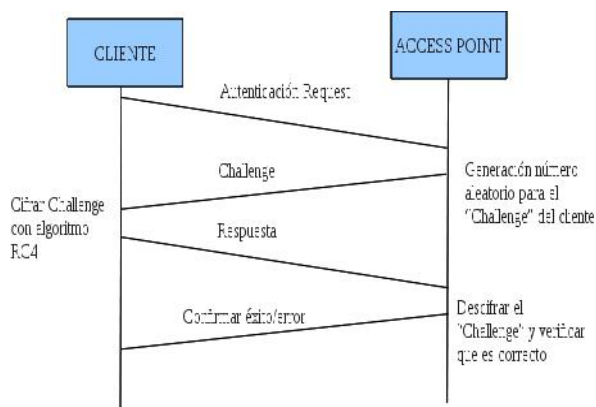 CLIENTE
ACCESS POINT
Autenticación Request
Challenge
Generación número
aleatorio para el
"Challenge" del cliente
Cifrar Challenge
con algoritmo
RC4
Respuesta
Confirmar éxito/error
Descifrar el
"Challenge" y verificar
que es correcto